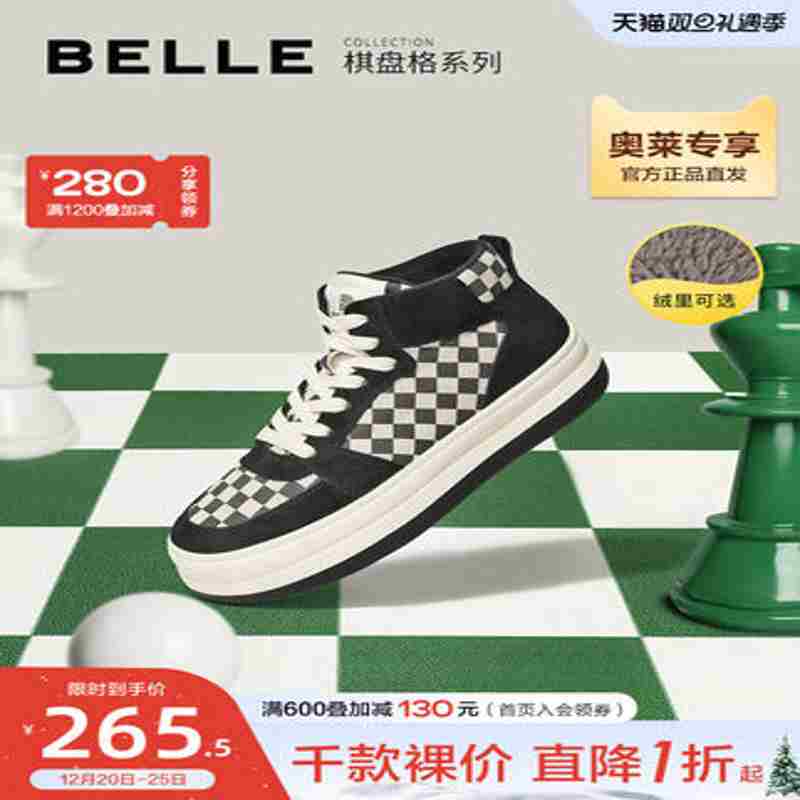 天猫双旦礼遇季
BELLE
COLLECTION
棋盘格系列
奥莱专享
官方正品直发
¥280
满1200叠加减
分享领券
绒里可选
限时到手价
¥265.5
12月20日-25日
满600叠加减130元（首页入会领券）
千款裸价 直降1折起